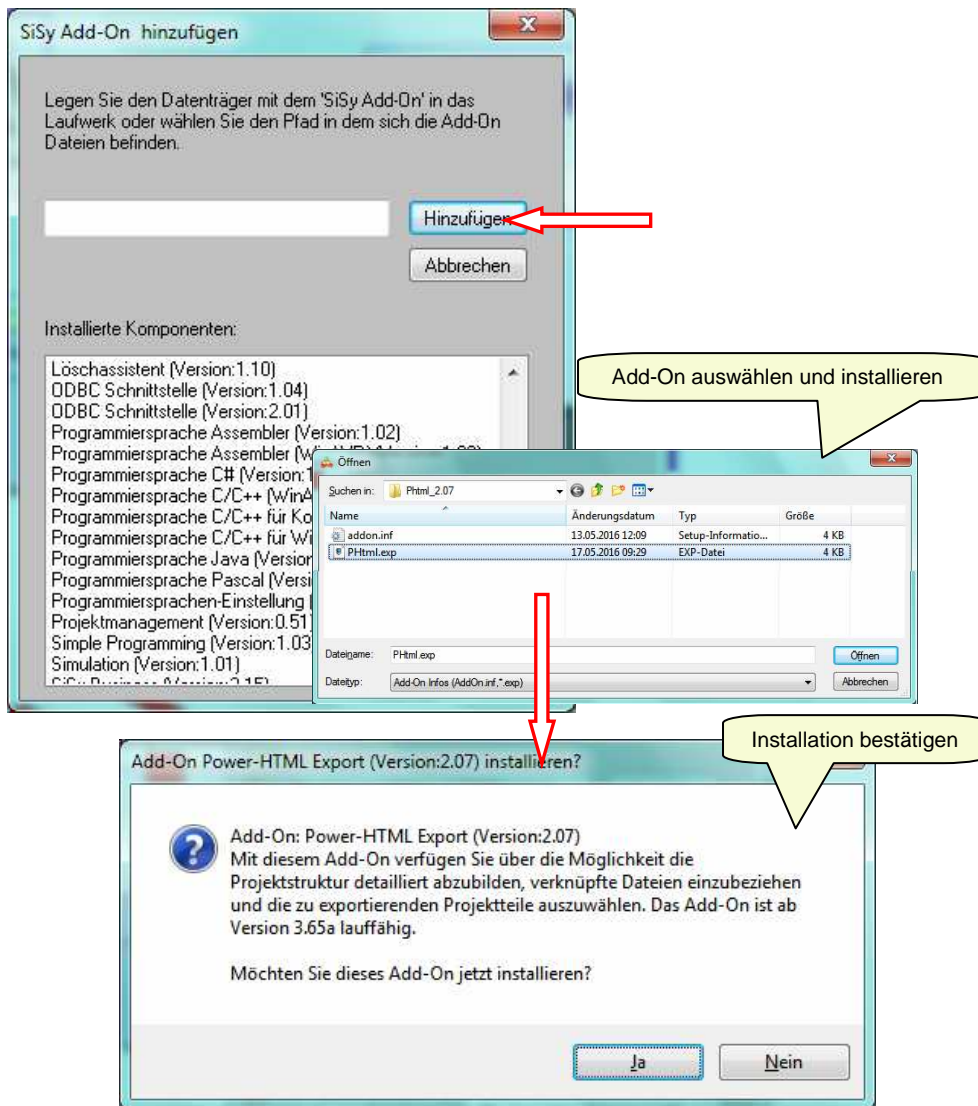 SiSy Add-On hinzufügen
Legen Sie den Datenträger mit dem 'SiSy Add-On' in das
Laufwerk oder wählen Sie den Pfad in dem sich die Add-On
Dateien befinden.
Hinzufügen
Abbrechen
Installierte Komponenten:
Löschassistent (Version:1.10)
ODBC Schnittstelle (Version:1.04)
ODBC Schnittstelle (Version:2.01)
Programmiersprache Assembler (Version:1.02)
Programmiersprache Assembler
Programmiersprache C# (Version:
Programmiersprache C/C++
Programmiersprache C/C++ für
Programmiersprache C/C++ für
Programmiersprache Java (Version
Programmiersprache Pascal
Programmiersprachen-Einstellung
Projektmanagement (Version:0.51)
Simple Programming (Version:1.03
Simulation (Version:1.01)
Add-On auswählen und installieren
Öffnen
Suchen in: Phtml_2.07
Name Änderungsdatum Typ Größe
addon.inf 13.05.2016 12:09 Setup-Informatio... 4 KB
PHtml.exp 17.05.2016 09:29 EXP-Datei 4 KB
Dateiname: PHtml.exp Öffnen
Dateityp: Add-On Infos (AddOn.inf,*.exp) Abbrechen
Installation bestätigen
Add-On Power-HTML Export (Version:2.07) installieren?
Add-On: Power-HTML Export (Version:2.07)
Mit diesem Add-On verfügen Sie über die Möglichkeit die
Projektstruktur detailliert abzubilden, verknüpfte Dateien einzubeziehen
und die zu exportierenden Projektteile auszuwählen. Das Add-On ist ab
Version 3.65a lauffähig.
Möchten Sie dieses Add-On jetzt installieren?
Ja
Nein